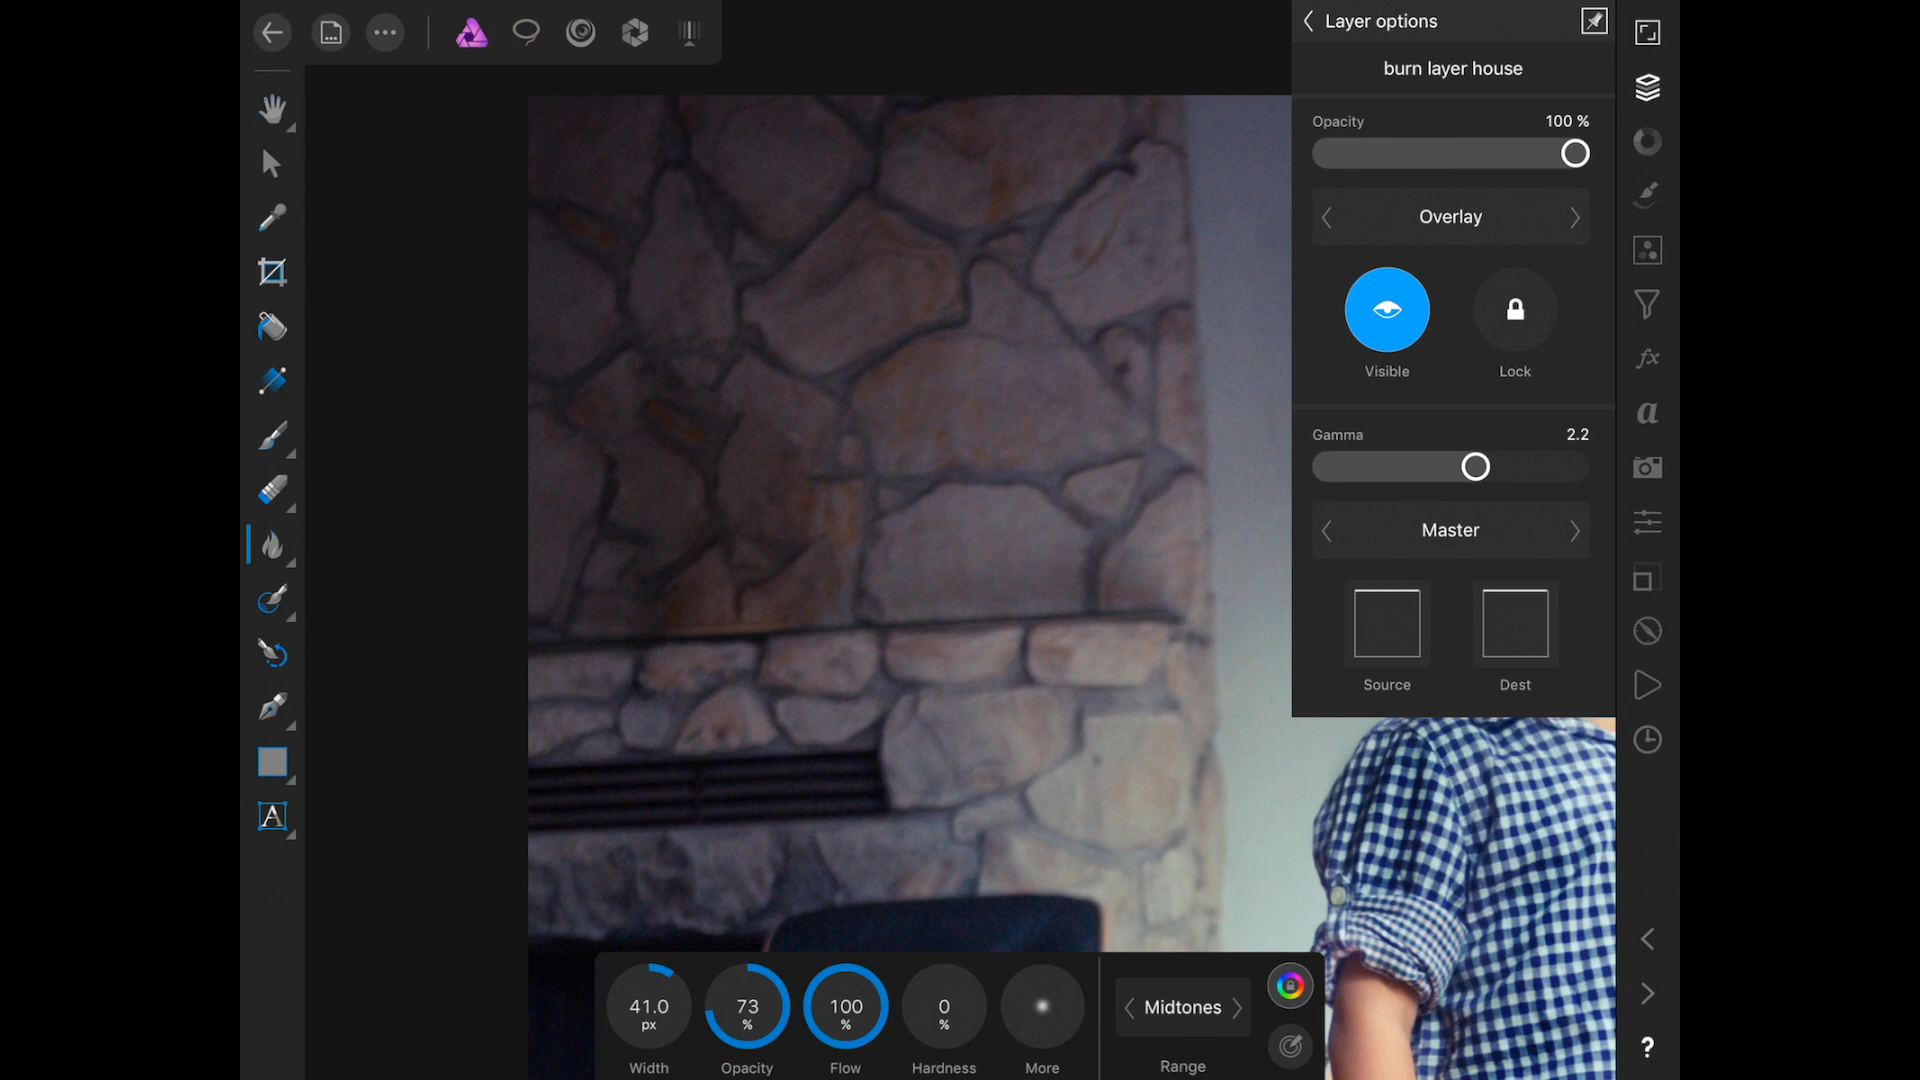 Layer options
burn layer house
Opacity 100 %
Overlay
Visible Lock
Gamma 2.2
Master
Source Dest
fx
a
A
41.0 px 73 % 100 % 0 %
Width Opacity Flow Hardness More
Midtones
Range
?